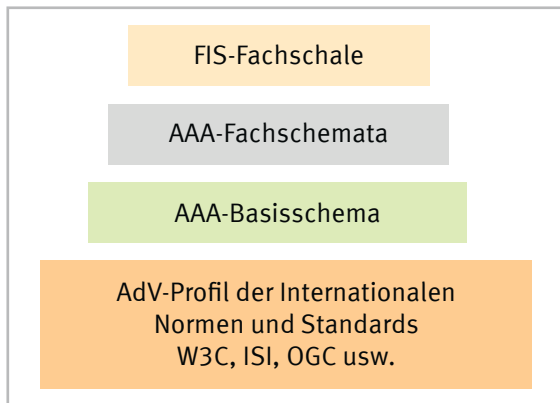 FIS-Fachschale
AAA-Fachschemata
AAA-Basisschema
AdV-Profil der Internationalen
Normen und Standards
W3C, ISI, OGC usw.